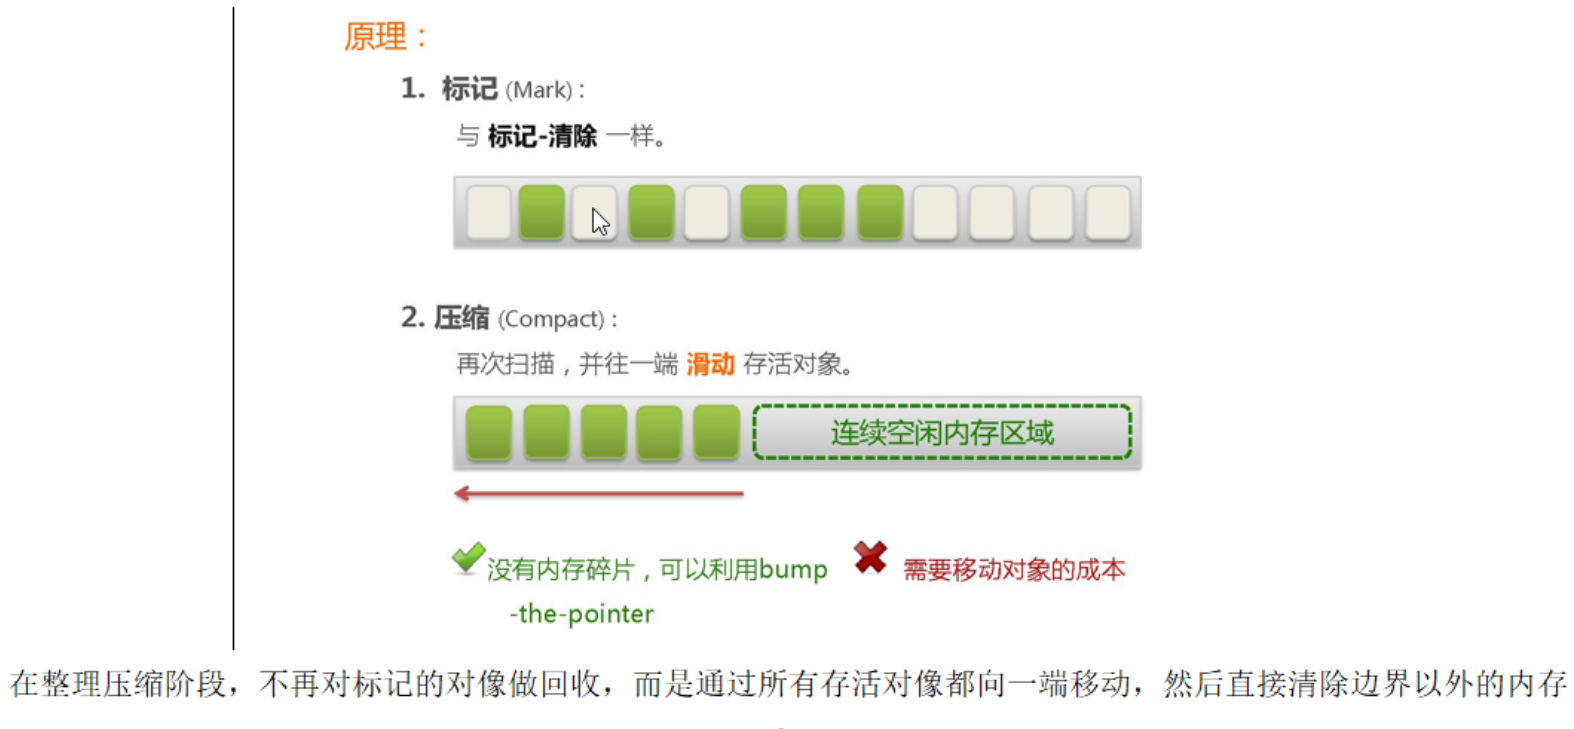 原理：
1. 标记 (Mark)：
与 标记-清除 一样。
2. 压缩 (Compact)：
再次扫描，并往一端 滑动 存活对象。
连续空闲内存区域
没有内存碎片，可以利用bump
-the-pointer
需要移动对象的成本
在整理压缩阶段，不再对标记的对像做回收，而是通过所有存活对像都向一端移动，然后直接清除边界以外的内存